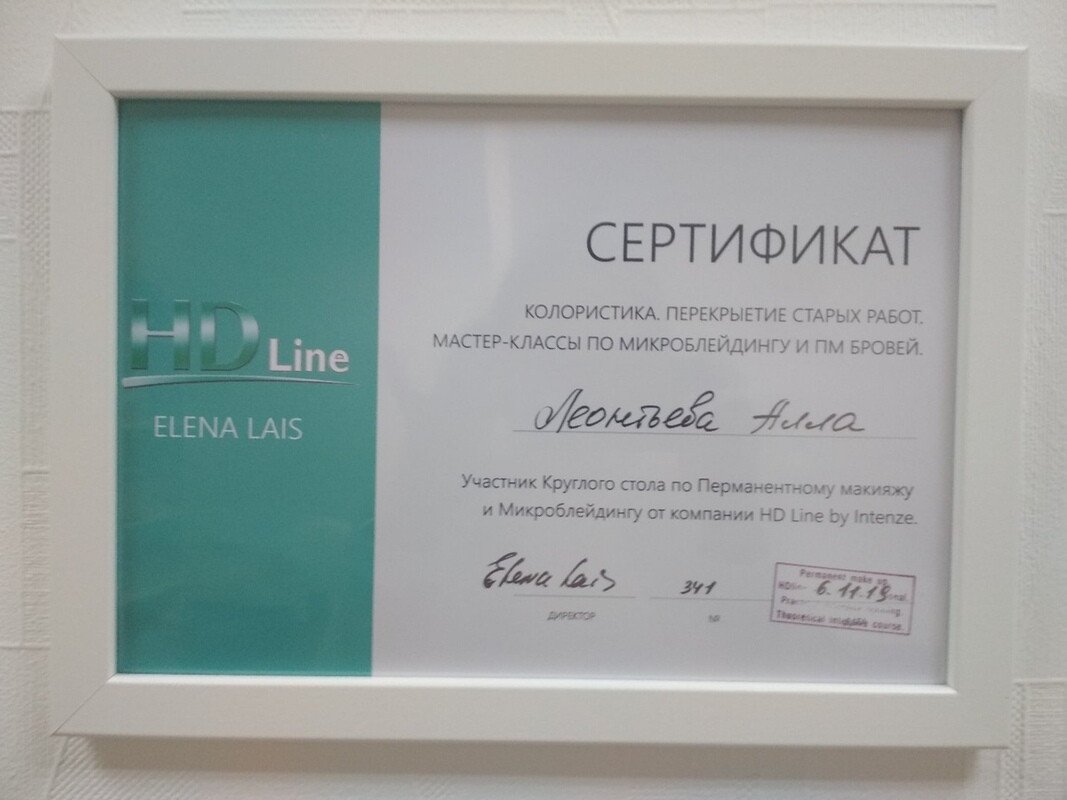 HD Line
ELENA LAIS
СЕРТИФИКАТ
КОЛОРИСТИКА. ПЕРЕКРЫЕТИЕ СТАРЫХ РАБОТ.
МАСТЕР-КЛАССЫ ПО МИКРОБЛЕЙДИНГУ И ПМ БРОВЕЙ.
Леонтьева Алла
Участник Круглого стола по Перманентному макияжу
и Микроблейдингу от компании HD Line by Intenze.
Elena Lais 341
ДИРЕКТОР №
Permanent make up
HDline 6.11.19
Theoretical course.